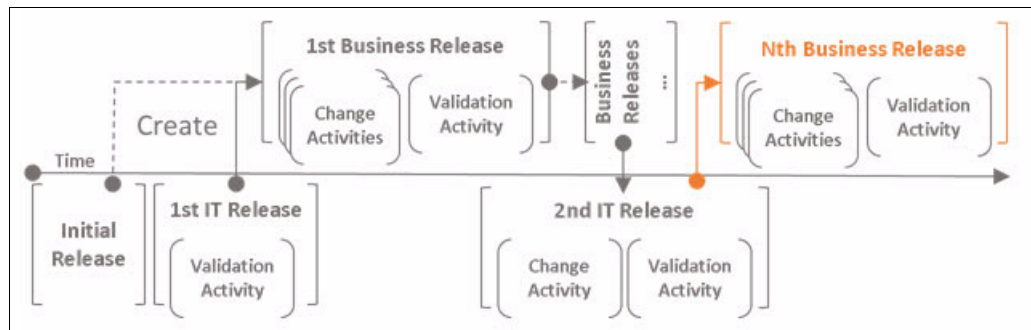 1st Business Release
Change
Activities
Validation
Activity
Business
Releases
...
Nth Business Release
Change
Activities
Validation
Activity
Create
Time
Initial
Release
1st IT Release
Validation
Activity
2nd IT Release
Change
Activity
Validation
Activity